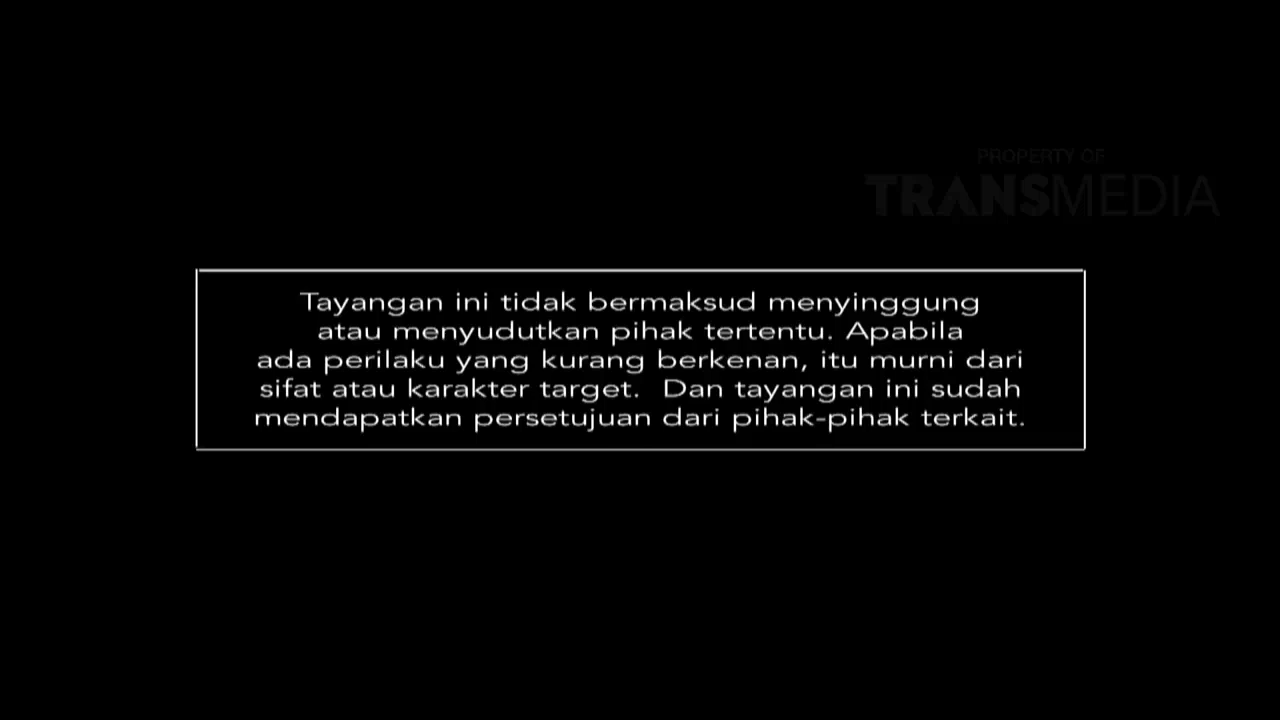 PROPERTY OF
TRANSMEDIA
Tayangan ini tidak bermaksud menyinggung
atau menyudutkan pihak tertentu. Apabila
ada perilaku yang kurang berkenan, itu murni dari
sifat atau karakter target. Dan tayangan ini sudah
mendapatkan persetujuan dari pihak-pihak terkait.